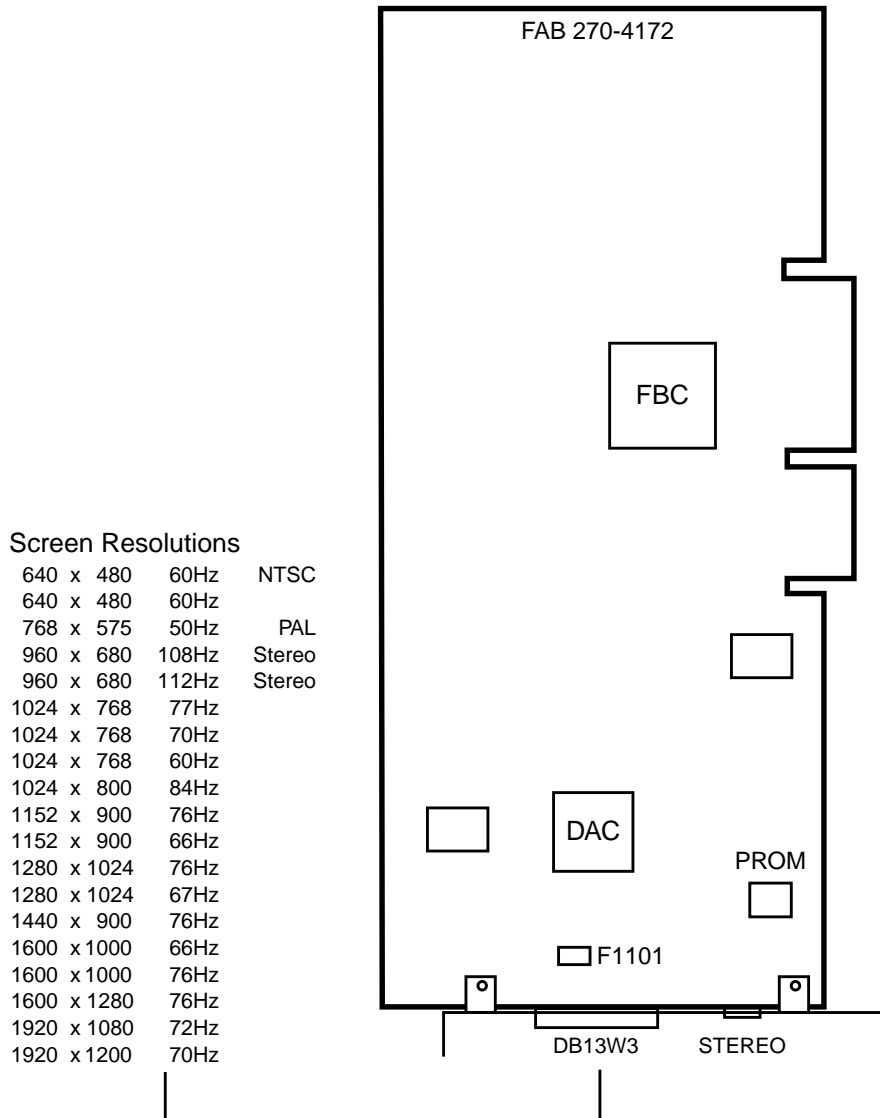 FAB 270-4172
FBC
Screen Resolutions
640 x 480 60Hz NTSC
640 x 480 60Hz
768 x 575 50Hz PAL
960 x 680 108Hz Stereo
960 x 680 112Hz Stereo
1024 x 768 77Hz
1024 x 768 70Hz
1024 x 768 60Hz
1024 x 800 84Hz
1152 x 900 76Hz
1152 x 900 66Hz
1280 x 1024 76Hz
1280 x 1024 67Hz
1440 x 900 76Hz
1600 x 1000 66Hz
1600 x 1000 76Hz
1600 x 1280 76Hz
1920 x 1080 72Hz
1920 x 1200 70Hz
DAC
PROM
F1101
DB13W3 STEREO